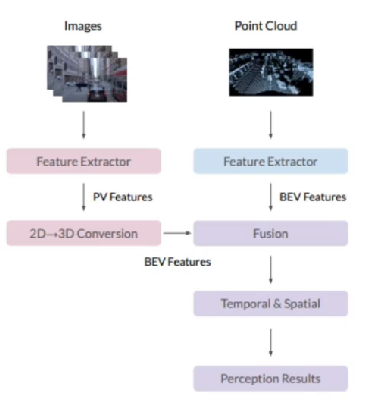 Images
Point Cloud
Feature Extractor
Feature Extractor
PV Features
BEV Features
2D→3D Conversion
Fusion
BEV Features
Temporal & Spatial
Perception Results